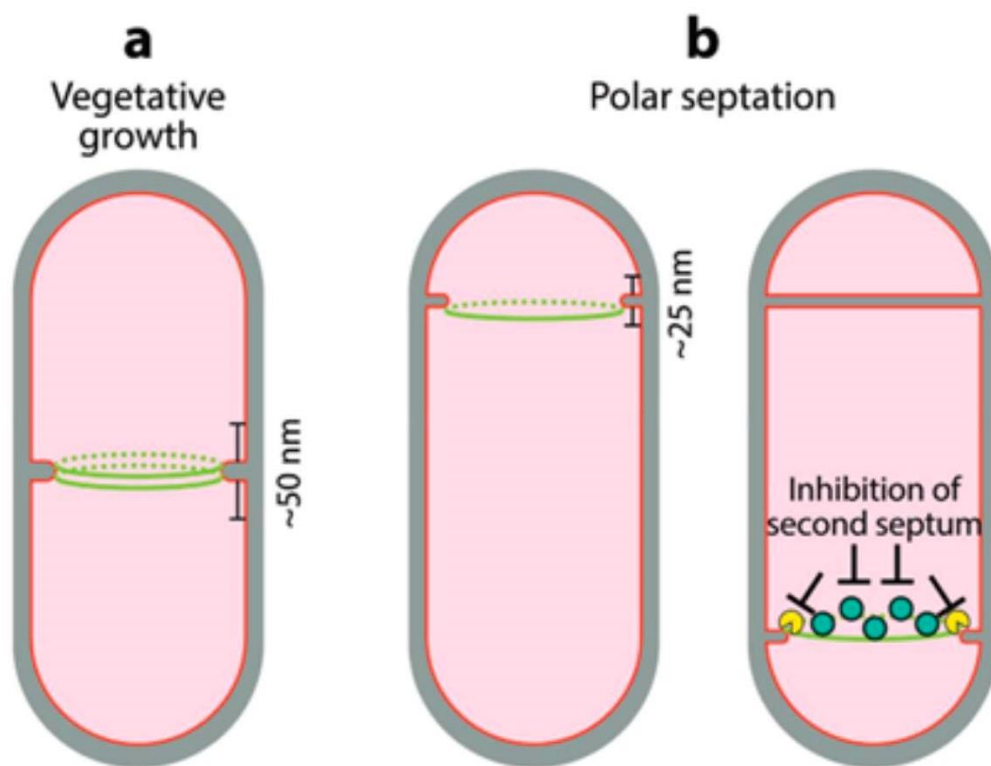 a
Vegetative
growth
~50 nm
b
Polar septation
~25 nm
Inhibition of
second septum